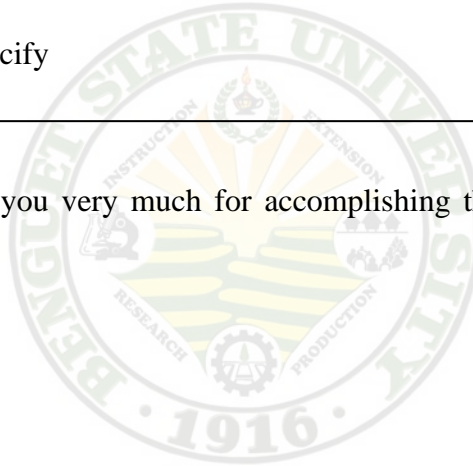 cify
you very much for accomplishing t
BENGUET STATE UNIVERSITY
INSTRUCTION
EXTENSION
RESEARCH
PRODUCTION
1916